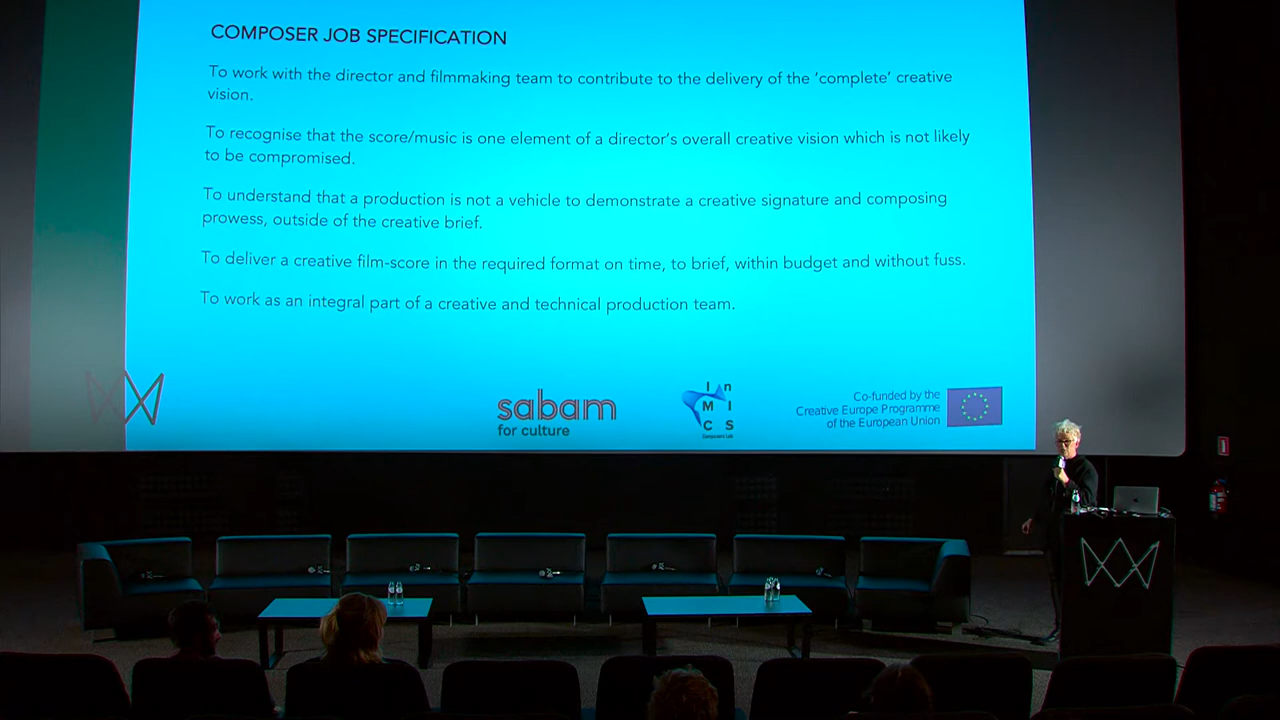 COMPOSER JOB SPECIFICATION
To work with the director and filmmaking team to contribute to the delivery of the ‘complete’ creative
vision.
To recognise that the score/music is one element of a director’s overall creative vision which is not likely
to be compromised.
To understand that a production is not a vehicle to demonstrate a creative signature and composing
prowess, outside of the creative brief.
To deliver a creative film-score in the required format on time, to brief, within budget and without fuss.
To work as an integral part of a creative and technical production team.
sabam
for culture
In
MI
CS
Composers Lab
Co-funded by the
Creative Europe Programme
of the European Union